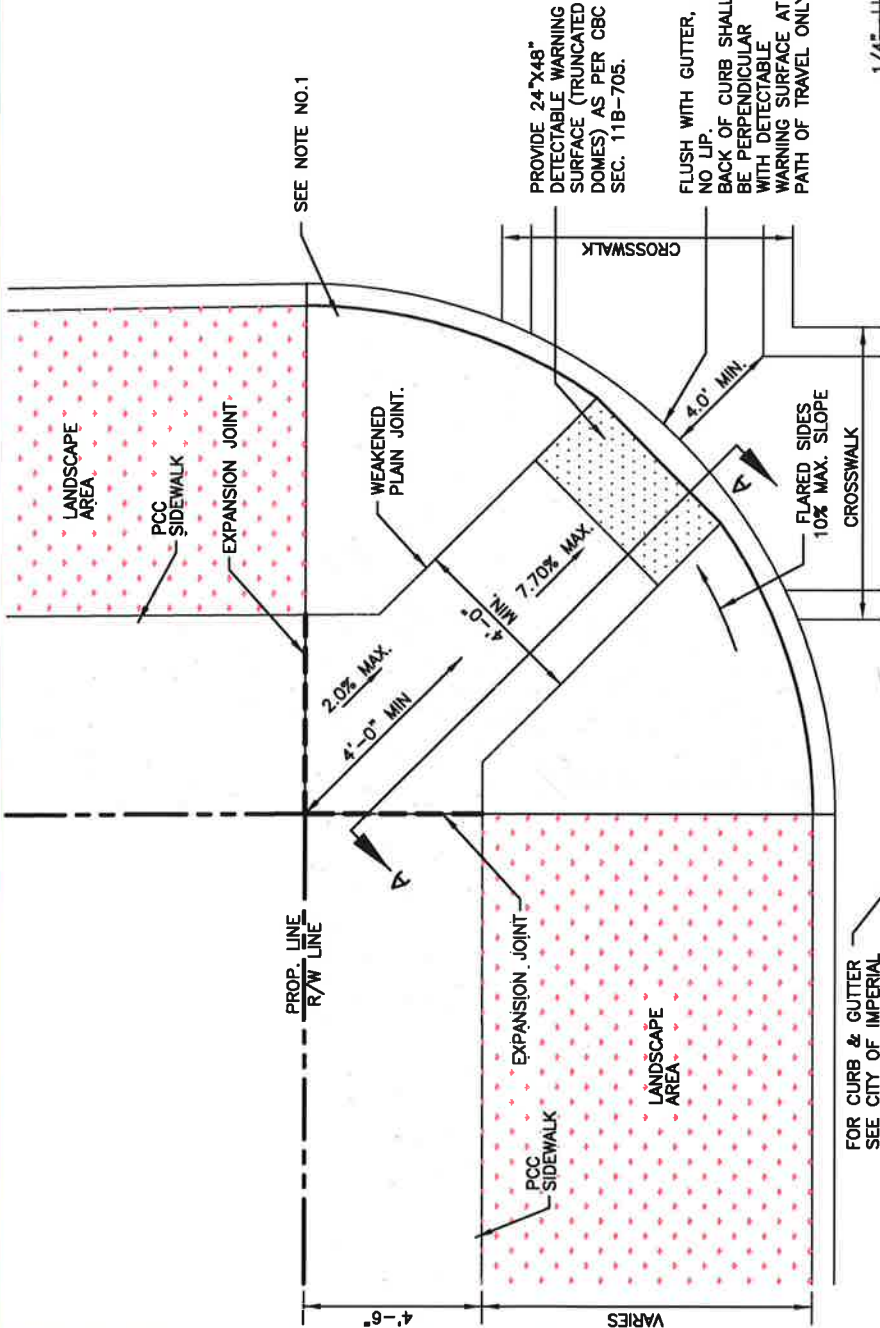 SEE NOTE NO.1
LANDSCAPE
AREA
PCC
SIDEWALK
EXPANSION JOINT
WEAKENED
PLAIN JOINT.
PROVIDE 24"X48"
DETECTABLE WARNING
SURFACE (TRUNCATED
DOMES) AS PER CBC
SEC. 11B-705.
FLUSH WITH GUTTER,
NO LIP.
BACK OF CURB SHALL
BE PERPENDICULAR
WITH DETECTABLE
WARNING SURFACE AT
PATH OF TRAVEL ONLY
CROSSWALK
4.0' MIN.
FLARED SIDES
10% MAX. SLOPE
CROSSWALK
2.0% MAX.
4'-0" MIN
4'-0"
MIN.
7.70% MAX.
A
A
PROP. LINE
R/W LINE
EXPANSION JOINT
PCC
SIDEWALK
LANDSCAPE
AREA
4'-6"
VARIES
FOR CURB & GUTTER
SEE CITY OF IMPERIAL
1/4"